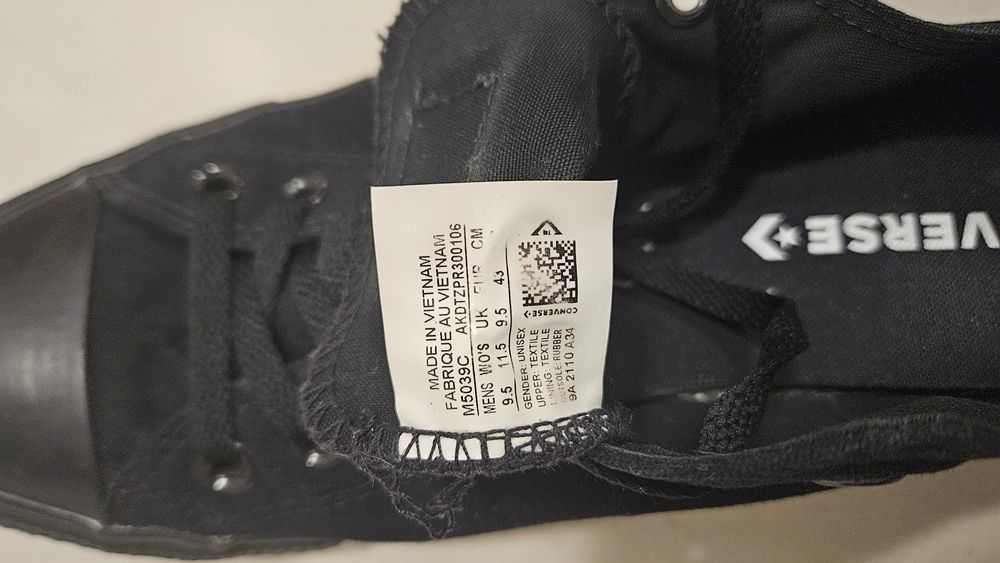 MADE IN VIETNAM
FABRIQUE AU VIETNAM
M5039C AKDTZPR300106
MENS WO'S UK EUR CM
9.5 11.5 9.5 43
GENDER: UNISEX
UPPER: TEXTILE
LINING: TEXTILE
OUTSOLE: RUBBER
9A 2110 A34
CONVERSE
VERSE